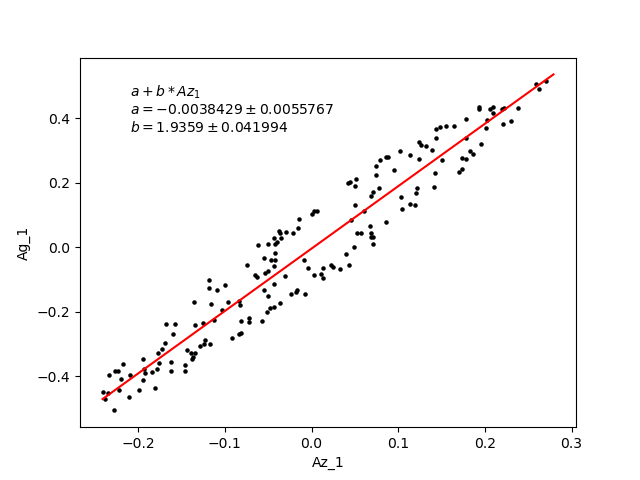 a + b * Az₁
a = −0.0038429 ± 0.0055767
b = 1.9359 ± 0.041994
0.4
0.2
0.0
−0.2
−0.4
Ag_1
−0.2 −0.1 0.0 0.1 0.2 0.3
Az_1